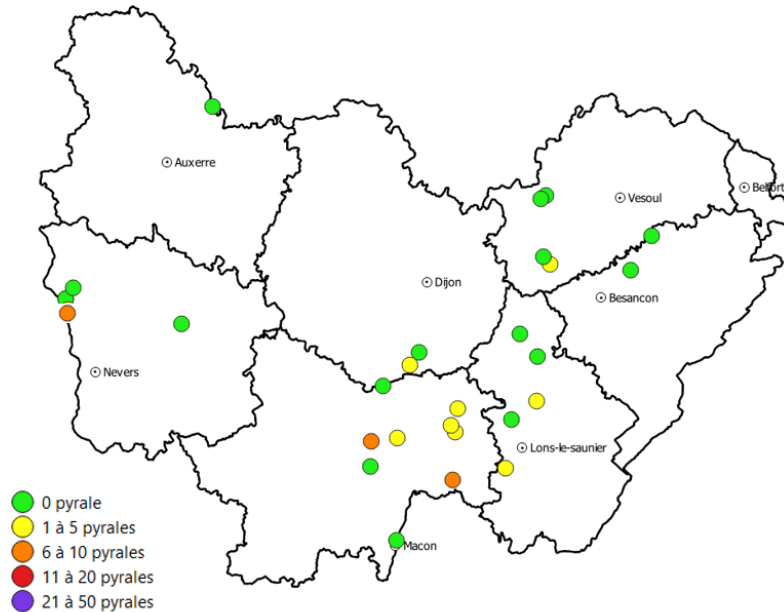 Auxerre
Vesoul
Belfort
Dijon
Besancon
Nevers
Lons-le-saunier
Macon
0 pyrale
1 à 5 pyrales
6 à 10 pyrales
11 à 20 pyrales
21 à 50 pyrales